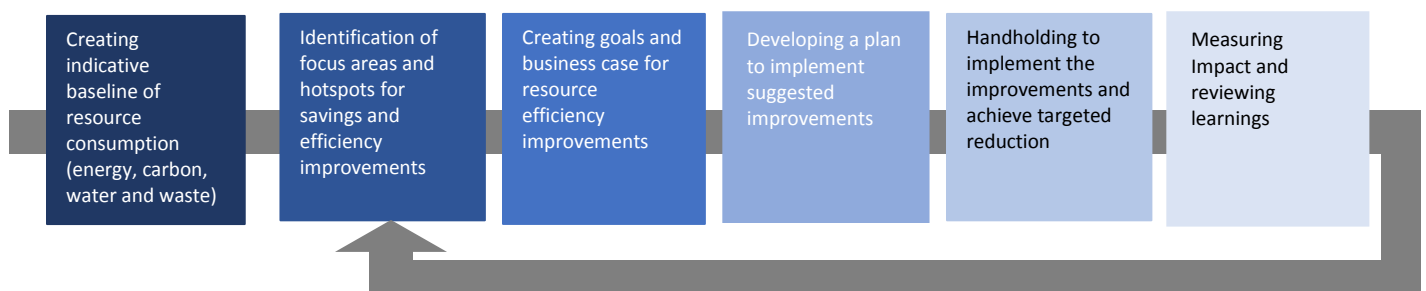 Creating
indicative
baseline of
resource
consumption
(energy, carbon,
water and waste)
Identification of
focus areas and
hotspots for
savings and
efficiency
improvements
Creating goals and
business case for
resource
efficiency
improvements
Developing a plan
to implement
suggested
improvements
Handholding to
implement the
improvements and
achieve targeted
reduction
Measuring
Impact and
reviewing
learnings